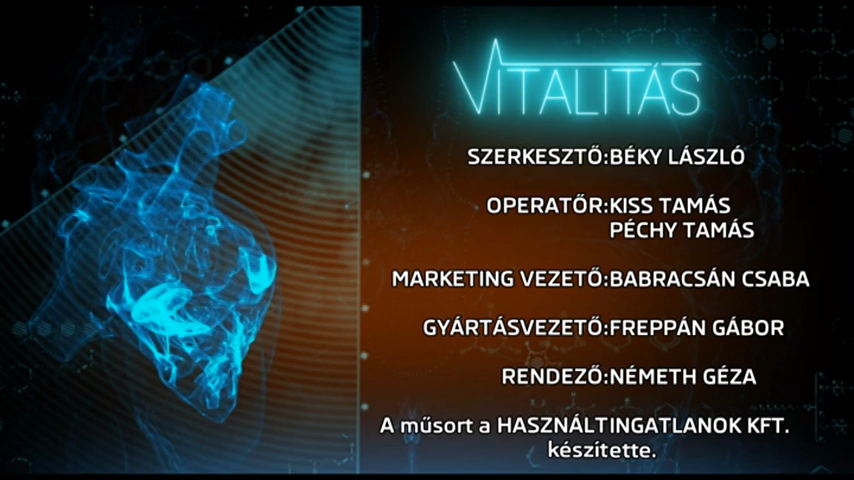 VITALITÁS
SZERKESZTŐ:BÉKY LÁSZLÓ
OPERATŐR:KISS TAMÁS
PÉCHY TAMÁS
MARKETING VEZETŐ:BABRACSÁN CSABA
GYÁRTÁSVEZETŐ:FREPPÁN GÁBOR
RENDEZŐ:NÉMETH GÉZA
A műsort a HASZNÁLTINGATLANOK KFT.
készítette.